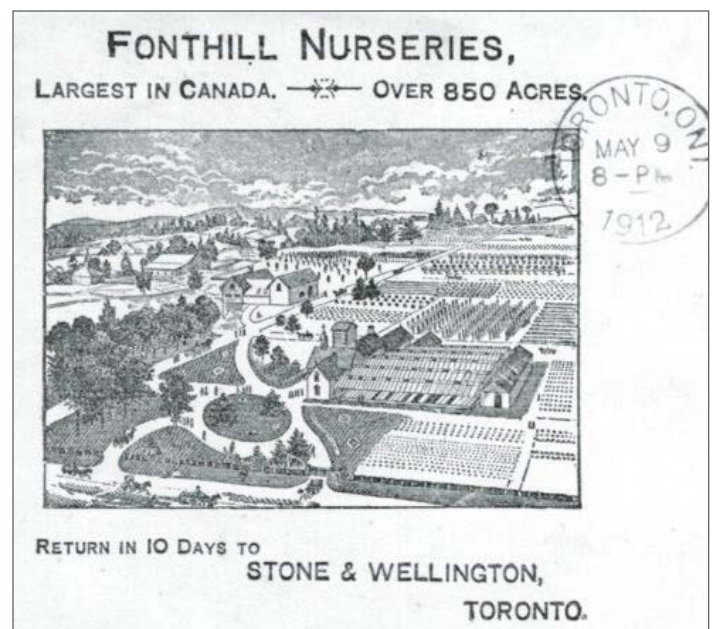 FONTHILL NURSERIES,
LARGEST IN CANADA. OVER 850 ACRES.
TORONTO, ONT.
MAY 9
8 - PM
1912
RETURN IN 10 DAYS TO
STONE & WELLINGTON,
TORONTO.